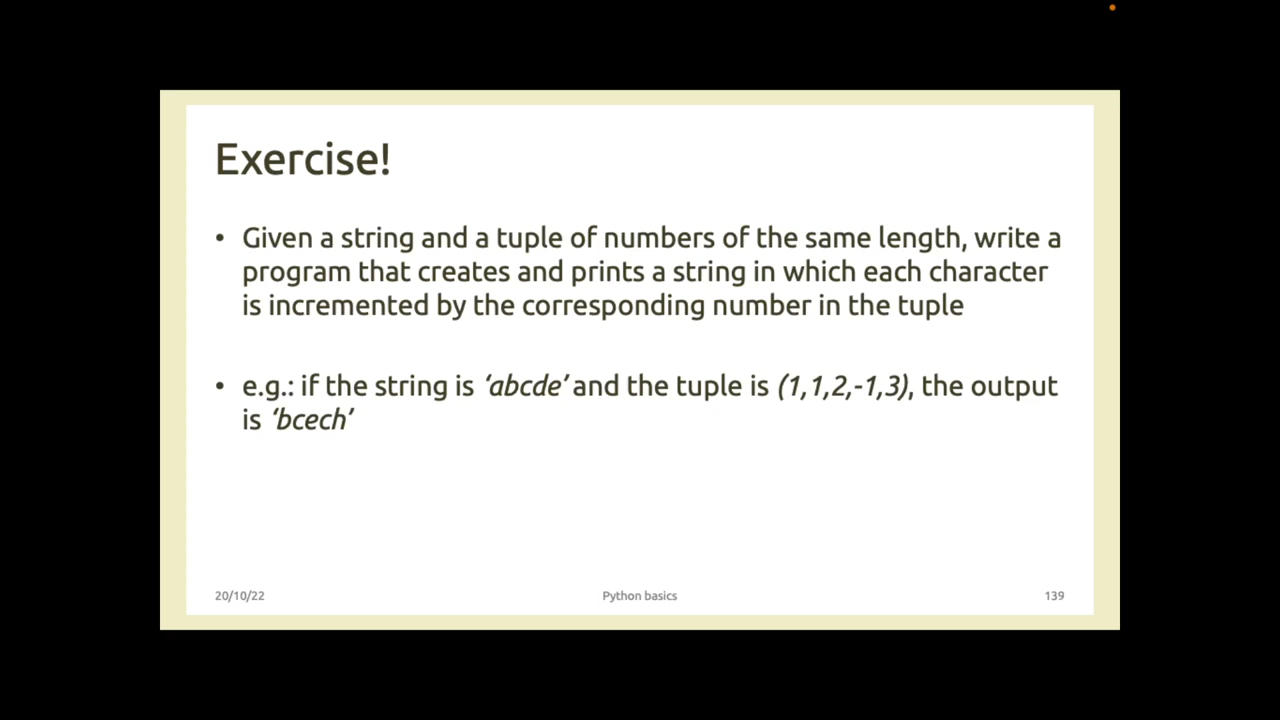 Exercise!
• Given a string and a tuple of numbers of the same length, write a
program that creates and prints a string in which each character
is incremented by the corresponding number in the tuple
• e.g.: if the string is ‘abcde’ and the tuple is (1,1,2,-1,3), the output
is ‘bcech’
20/10/22
Python basics
139